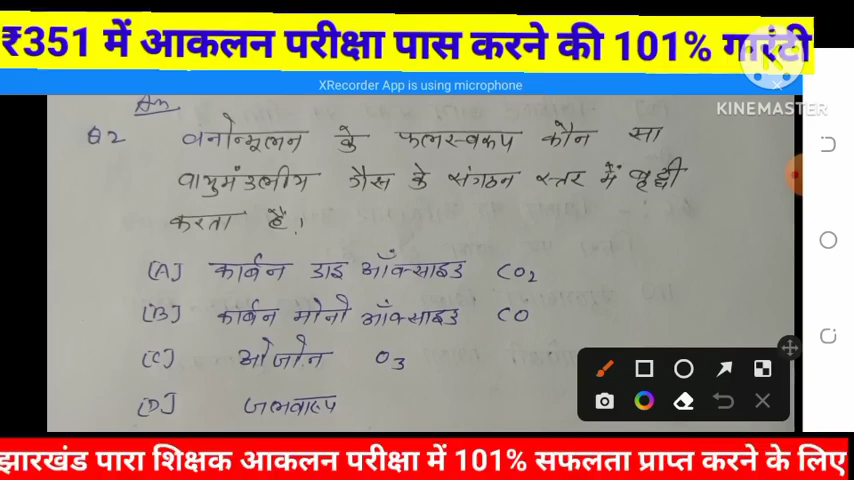 ₹351 में आकलन परीक्षा पास करने की 101% गारंटी
XRecorder App is using microphone
KINEMASTER
Ans
Q2 वनोन्मूलन के फलस्वरूप कौन सा
वायुमंडलीय गैस के संगठन स्तर में बृद्दी
करता है।
(A) कार्बन डाइ ऑक्साइड CO2
(B) कार्बन मोनो ऑक्साइड CO
(C) ओजोन O3
(D) जलवाष्प
झारखंड पारा शिक्षक आकलन परीक्षा में 101% सफलता प्राप्त करने के लिए